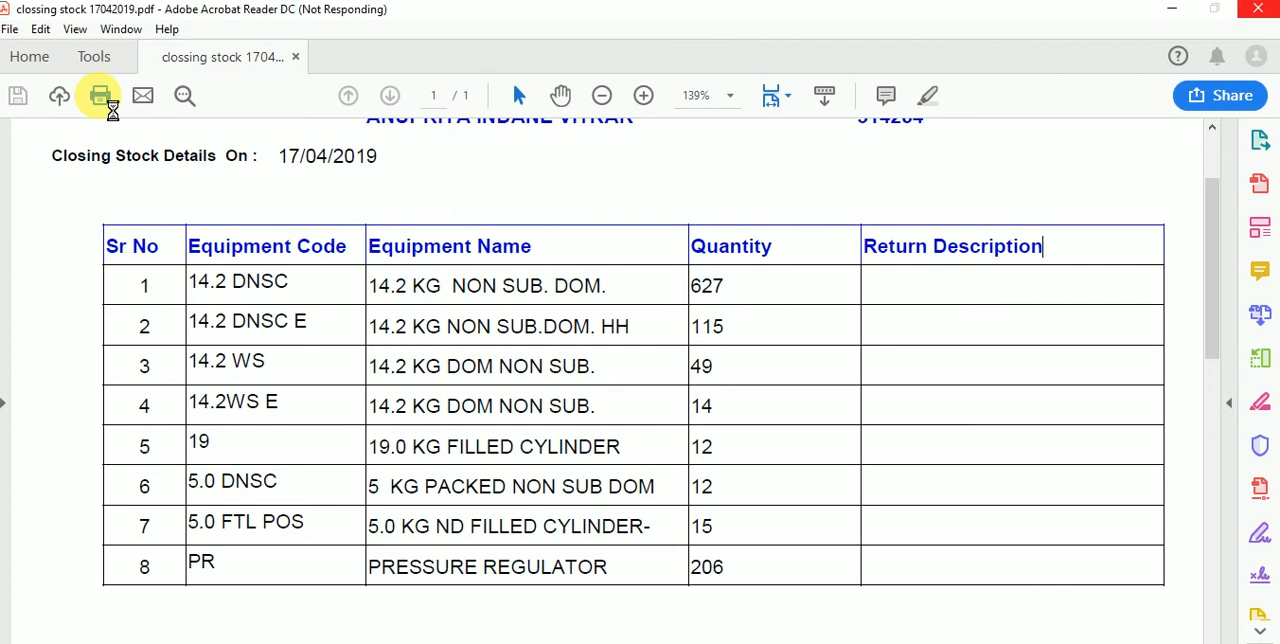 clossing stock 17042019.pdf - Adobe Acrobat Reader DC (Not Responding)
File Edit View Window Help
Home Tools clossing stock 1704... ×
1 / 1 139% Share
Closing Stock Details On : 17/04/2019
Sr No Equipment Code Equipment Name Quantity Return Description
1 14.2 DNSC 14.2 KG NON SUB. DOM. 627
2 14.2 DNSC E 14.2 KG NON SUB.DOM. HH 115
3 14.2 WS 14.2 KG DOM NON SUB. 49
4 14.2WS E 14.2 KG DOM NON SUB. 14
5 19 19.0 KG FILLED CYLINDER 12
6 5.0 DNSC 5 KG PACKED NON SUB DOM 12
7 5.0 FTL POS 5.0 KG ND FILLED CYLINDER- 15
8 PR PRESSURE REGULATOR 206